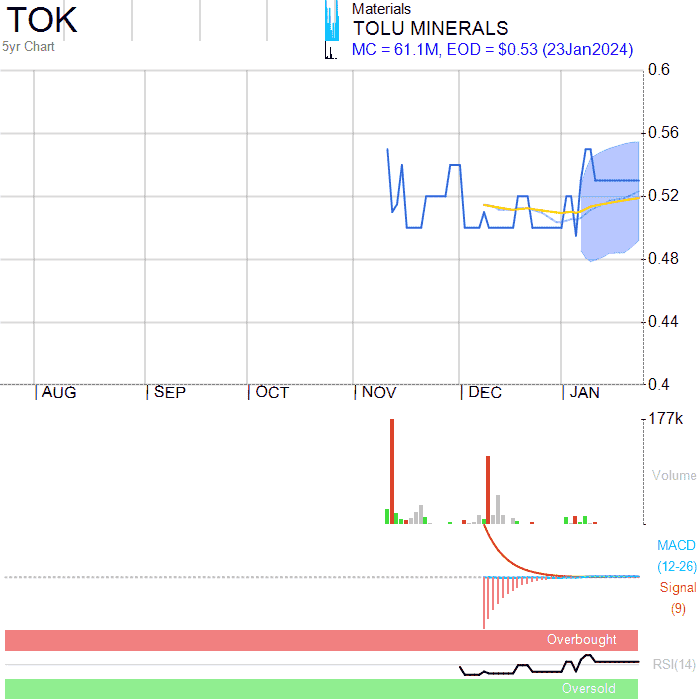 TOK
5yr Chart
Materials
TOLU MINERALS
MC = 61.1M, EOD = $0.53 (23Jan2024)
0.6
0.56
0.52
0.48
0.44
0.4
AUG SEP OCT NOV DEC JAN
177k
Volume
MACD
(12-26)
Signal
(9)
Overbought
RSI(14)
Oversold